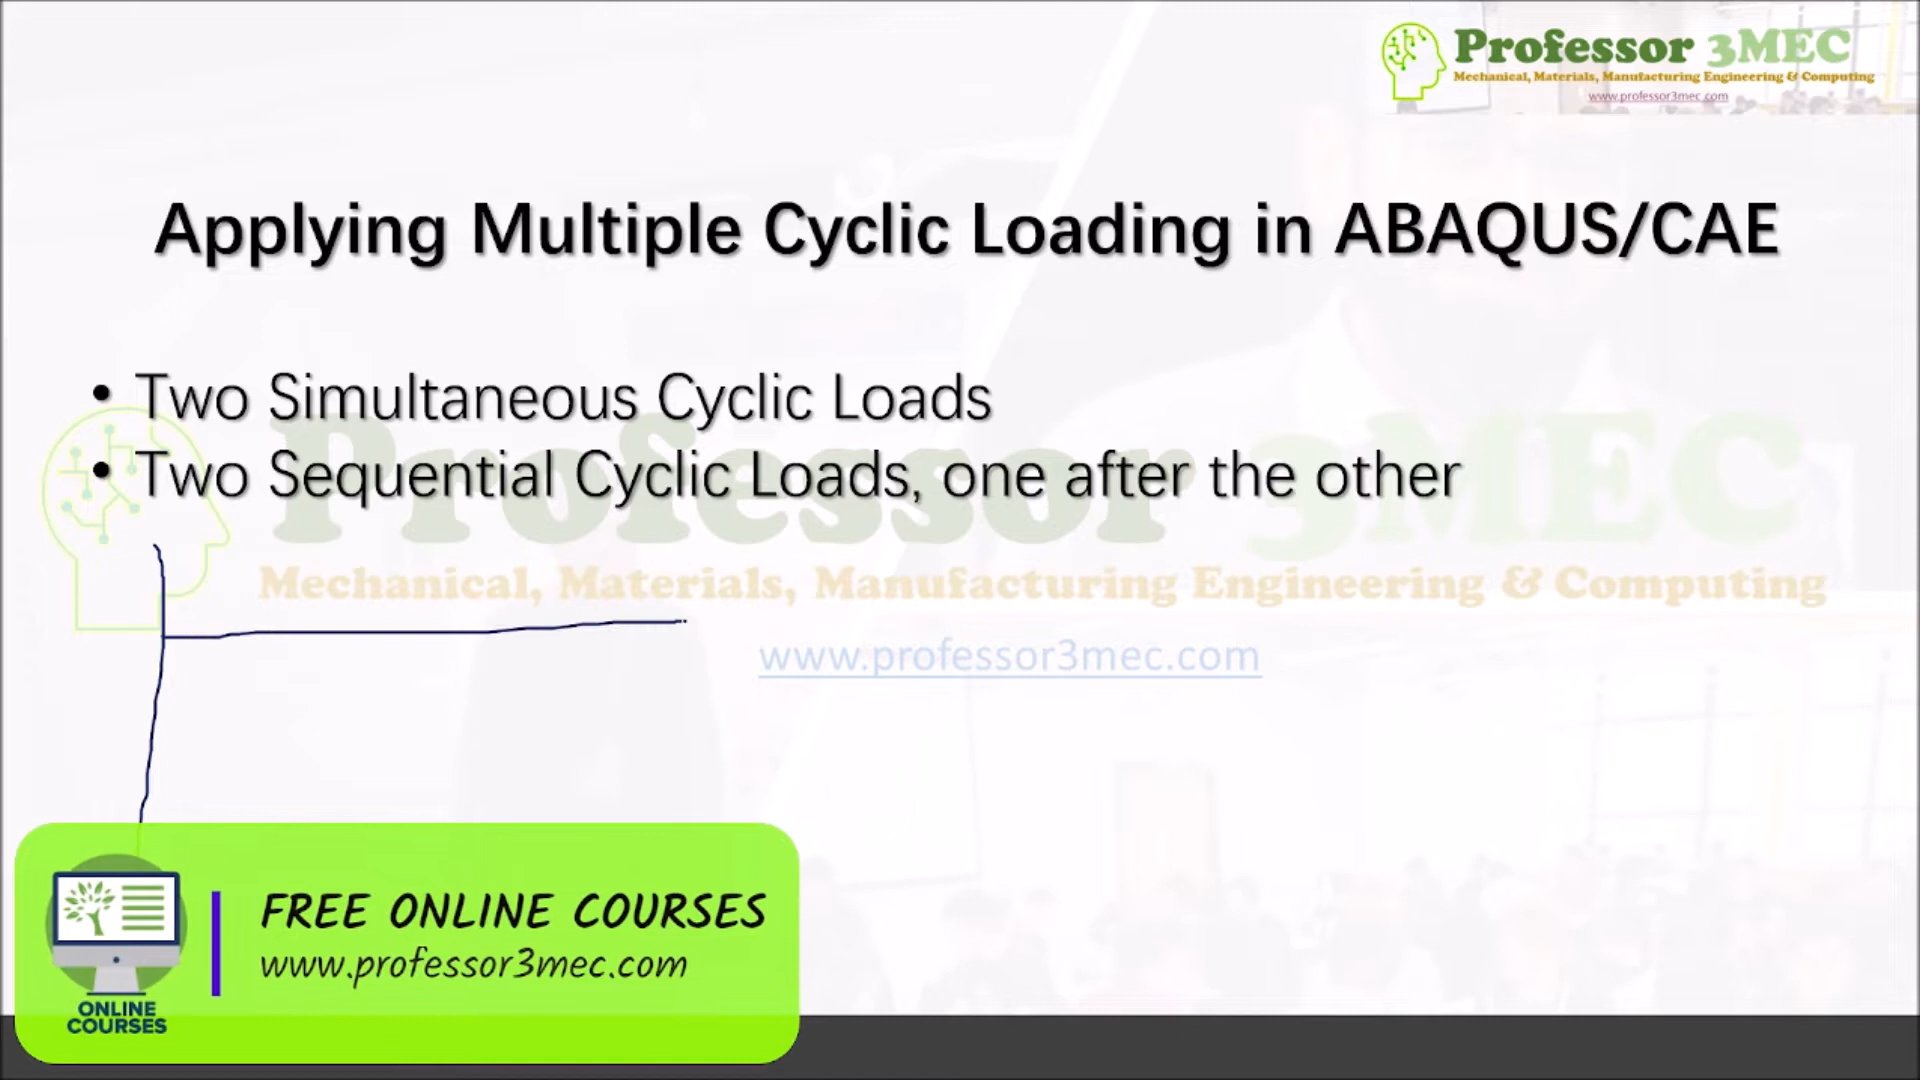 Professor 3MEC
Mechanical, Materials, Manufacturing Engineering & Computing
www.professor3mec.com
Applying Multiple Cyclic Loading in ABAQUS/CAE
• Two Simultaneous Cyclic Loads
• Two Sequential Cyclic Loads, one after the other
Professor 3MEC
Mechanical, Materials, Manufacturing Engineering & Computing
www.professor3mec.com
FREE ONLINE COURSES
www.professor3mec.com
ONLINE
COURSES